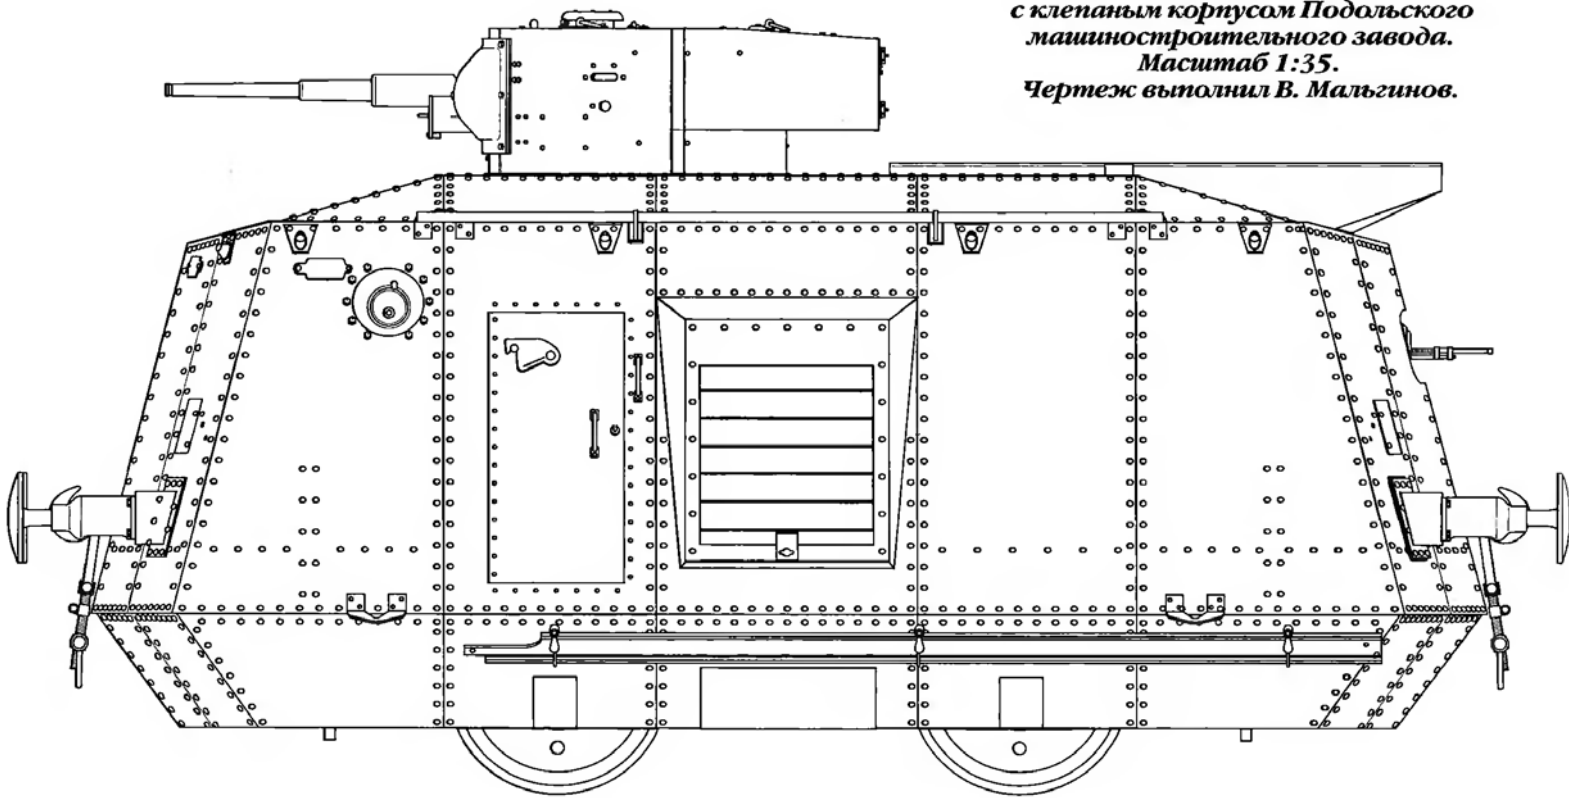 с клепаным корпусом Подольского
машиностроительного завода.
Масштаб 1:35.
Чертеж выполнил В. Мальгинов.